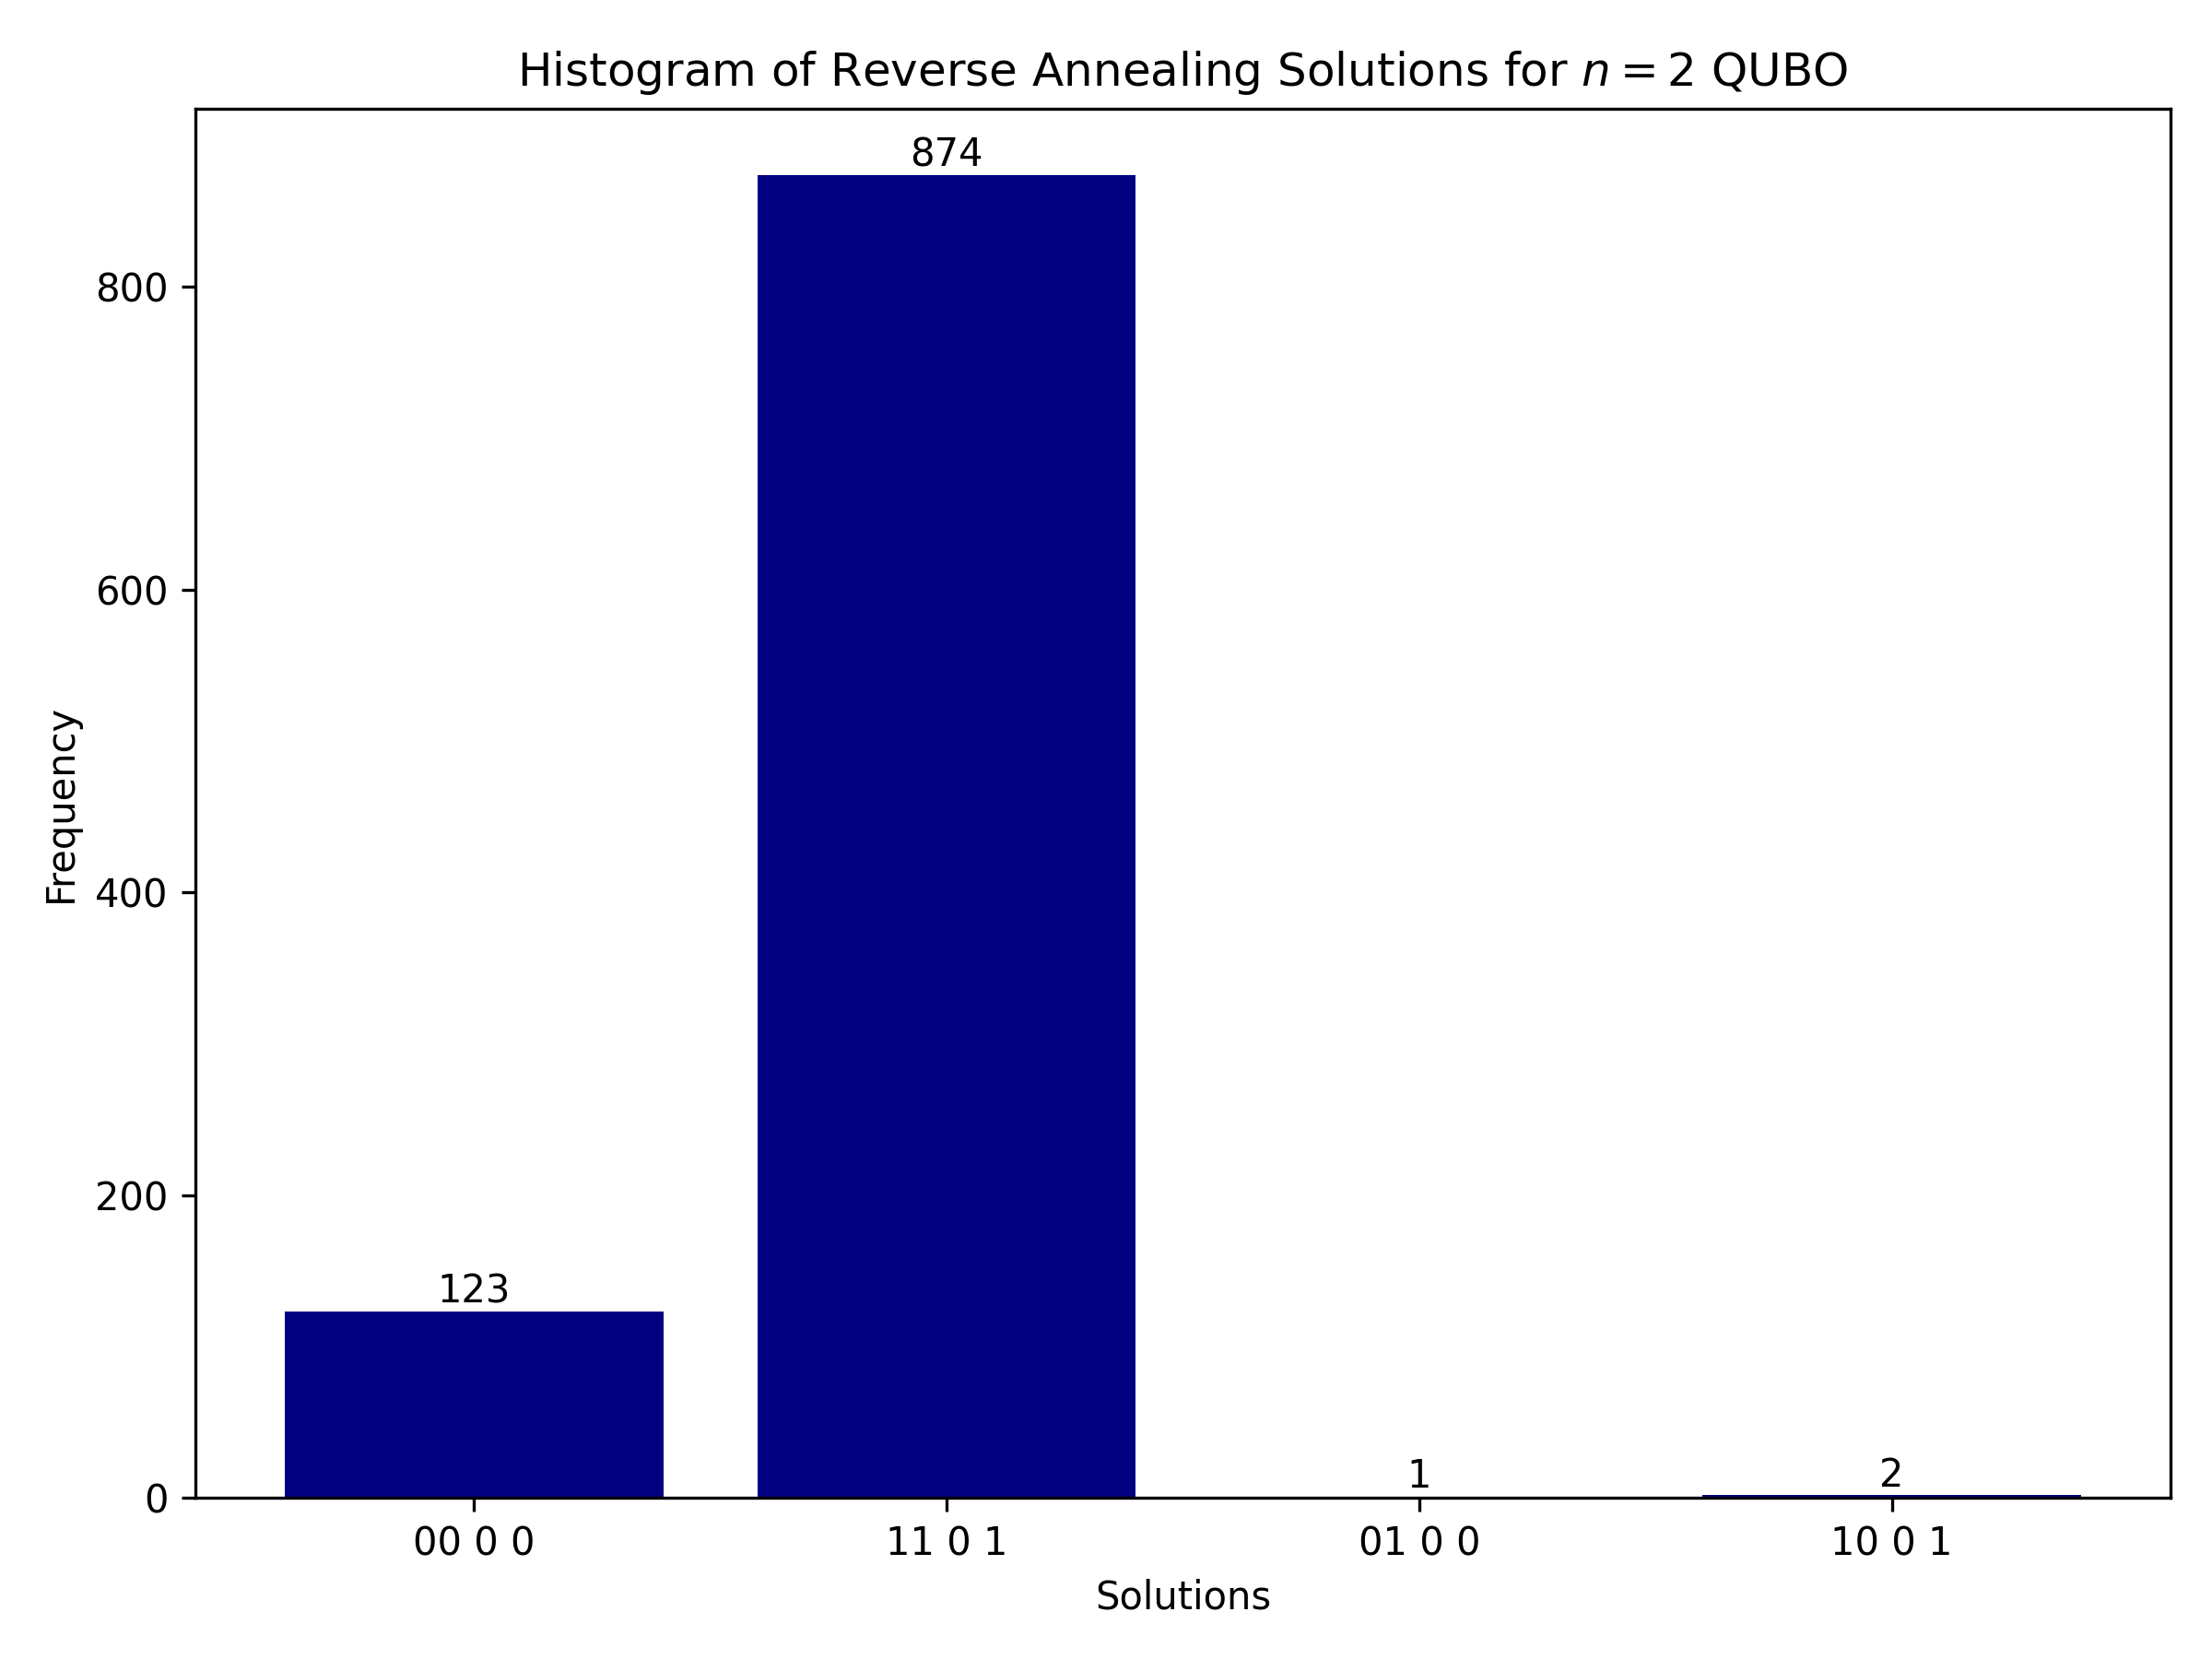 Histogram of Reverse Annealing Solutions for n = 2 QUBO
874
800
600
Frequency
400
200
123
1
2
0
00 0 0
11 0 1
01 0 0
10 0 1
Solutions